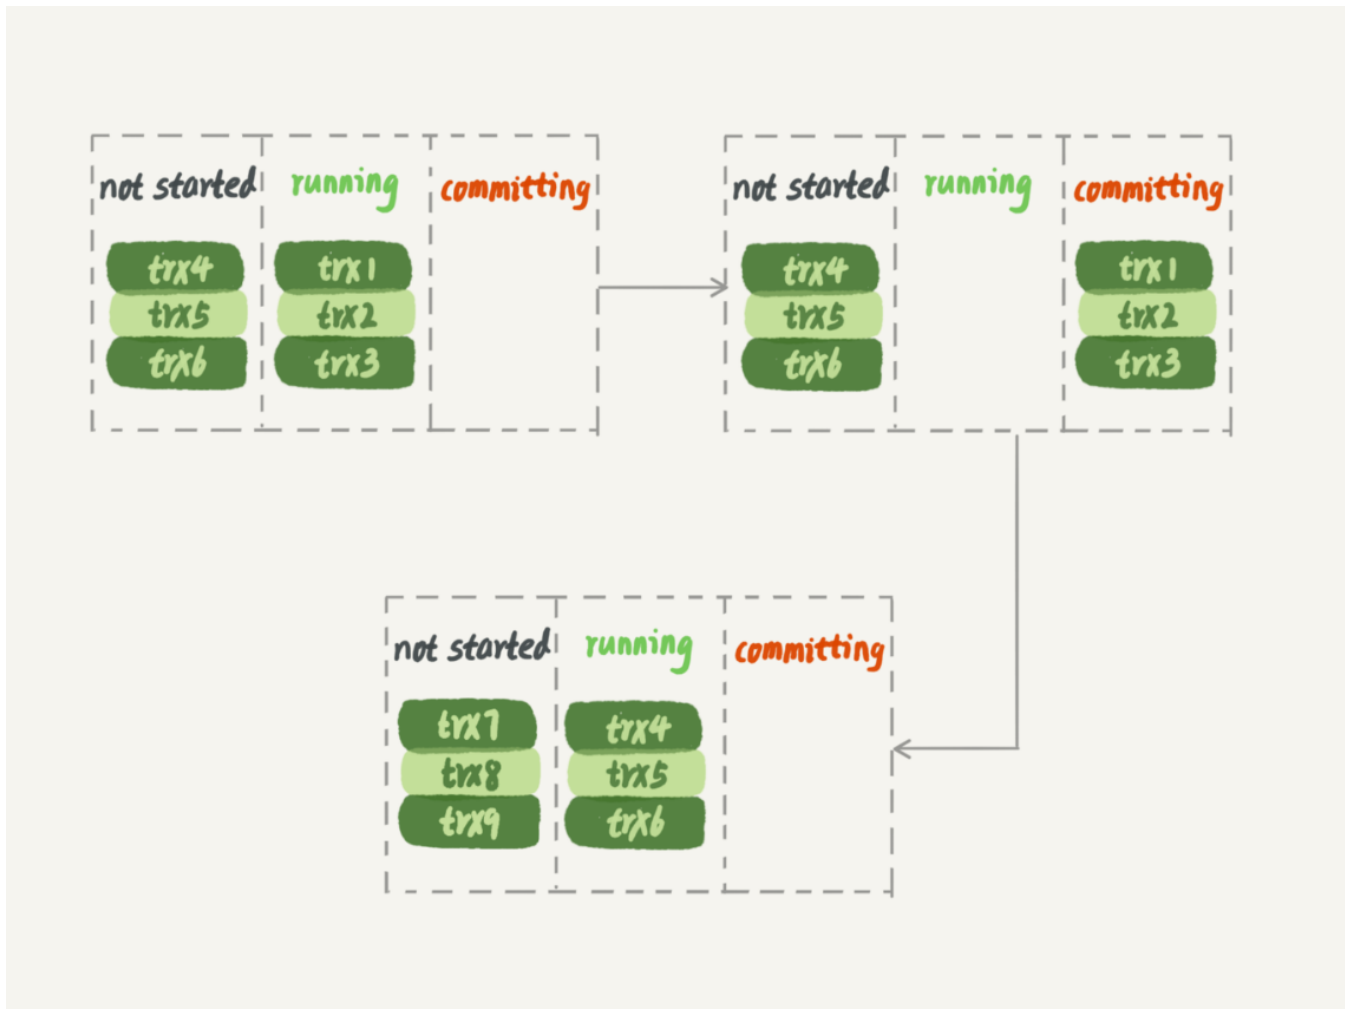 not started running committing
trx4 trx1
trx5 trx2
trx6 trx3
not started running committing
trx4 trx1
trx5 trx2
trx6 trx3
not started running committing
trx7 trx4
trx8 trx5
trx9 trx6